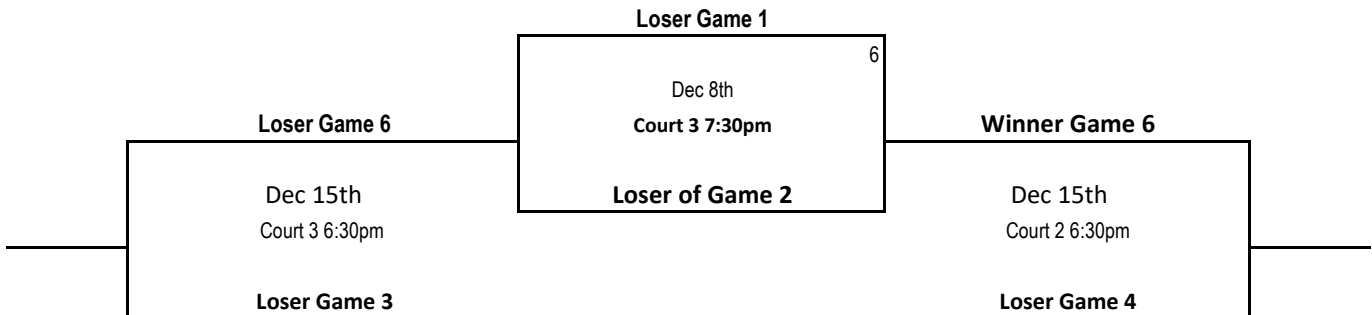 Loser Game 1
6
Dec 8th
Loser Game 6
Court 3 7:30pm
Winner Game 6
Dec 15th
Loser of Game 2
Dec 15th
Court 3 6:30pm
Court 2 6:30pm
Loser Game 3
Loser Game 4